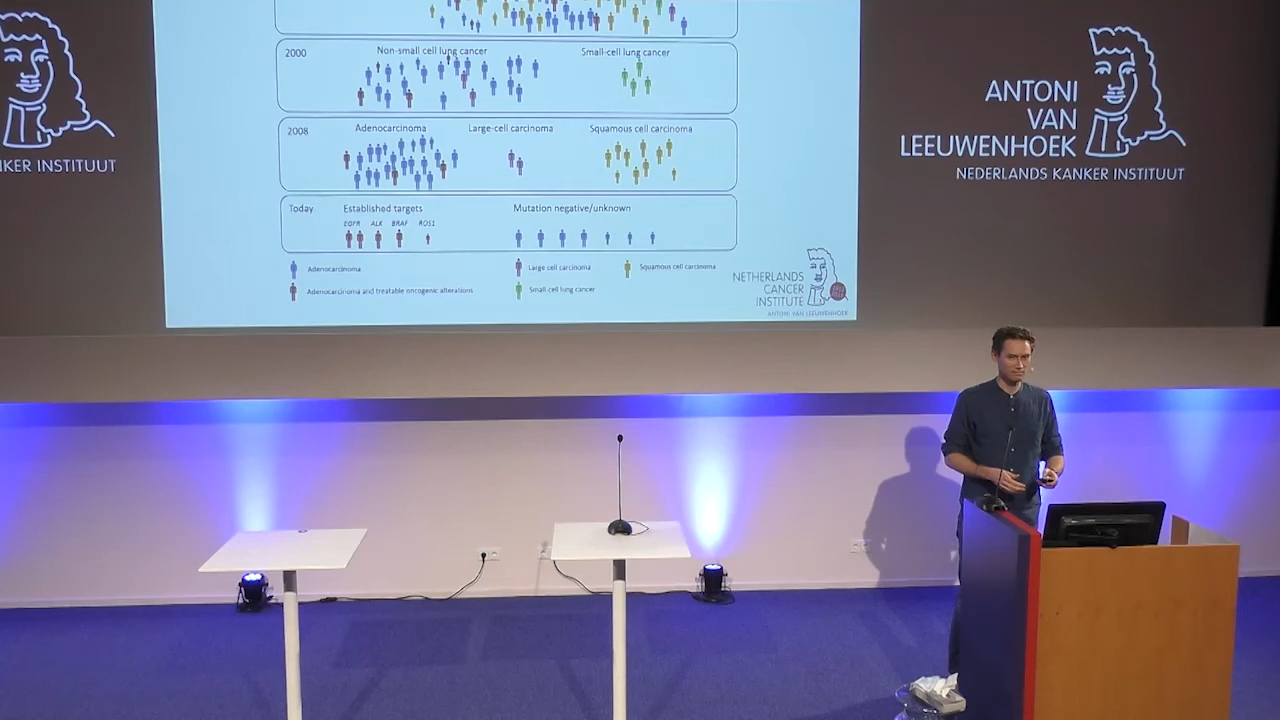 2000
Non-small cell lung cancer
Small-cell lung cancer
2008
Adenocarcinoma
Large-cell carcinoma
Squamous cell carcinoma
Today
Established targets
Mutation negative/unknown
EGFR ALK BRAF ROS1
Adenocarcinoma
Large cell carcinoma
Squamous cell carcinoma
Adenocarcinoma and treatable oncogenic alterations
Small cell lung cancer
NETHERLANDS
CANCER
INSTITUTE
ANTONI VAN LEEUWENHOEK
NKER INSTITUUT
ANTONI
VAN
LEEUWENHOEK
NEDERLANDS KANKER INSTITUUT